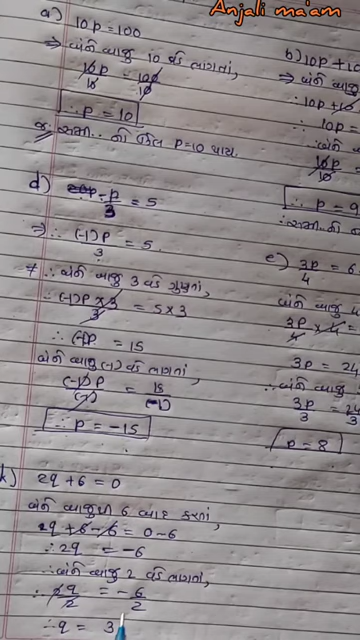 Anjali ma'am
a) 10p = 100
⇒ બંને બાજુ 10 વડે ભાગતાં,
10p/10 = 100/10
∴ p = 10
સમી. નો ઉકેલ p=10 થાય.
b) 10p+10
⇒ બંને બાજુ
∴ 10p+10
∴ 10p =
10p/10
∴ p = 9
d) -p/3 = 5
⇒ ∴ (-1)p/3 = 5
∴ બંને બાજુ 3 વડે ગુણતાં,
∴ (-1)p × 3/3 = 5×3
∴ (-1)p = 15
બંને બાજુ (-1) વડે ભાગતાં,
(-1)p/(-1) = 15/(-1)
∴ p = -15
e) 3p/4 = 6
બંને બાજુ 4
3p/4 × 4 =
3p = 24
∴ બંને બાજુ
3p/3 = 24/3
p = 8
k) 2q + 6 = 0
બંને બાજુથી 6 બાદ કરતાં,
2q + 6 - 6 = 0 - 6
∴ 2q = -6
∴ બંને બાજુ 2 વડે ભાગતાં,
∴ 2q/2 = -6/2
∴ q = 3